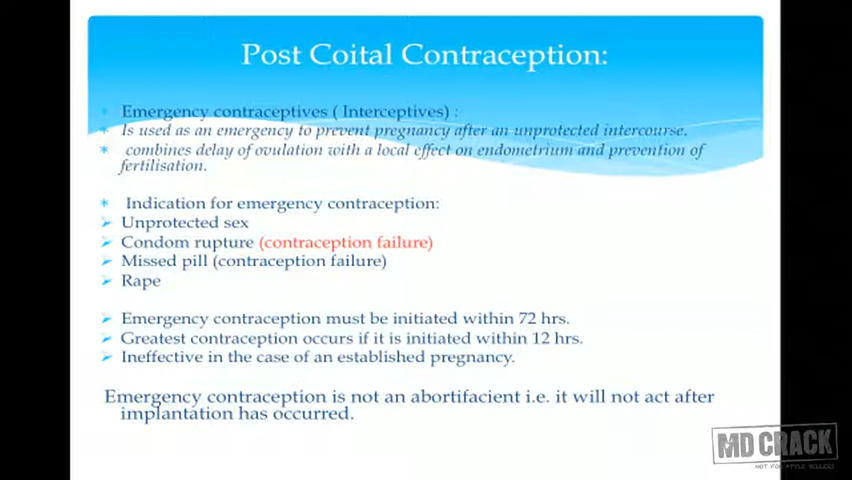 Post Coital Contraception:
Emergency contraceptives ( Interceptives) :
Is used as an emergency to prevent pregnancy after an unprotected intercourse.
combines delay of ovulation with a local effect on endometrium and prevention of
fertilisation.
Indication for emergency contraception:
Unprotected sex
Condom rupture (contraception failure)
Missed pill (contraception failure)
Rape
Emergency contraception must be initiated within 72 hrs.
Greatest contraception occurs if it is initiated within 12 hrs.
Ineffective in the case of an established pregnancy.
Emergency contraception is not an abortifacient i.e. it will not act after
implantation has occurred.
MD CRACK
NOT FOR APPLE SELLERS